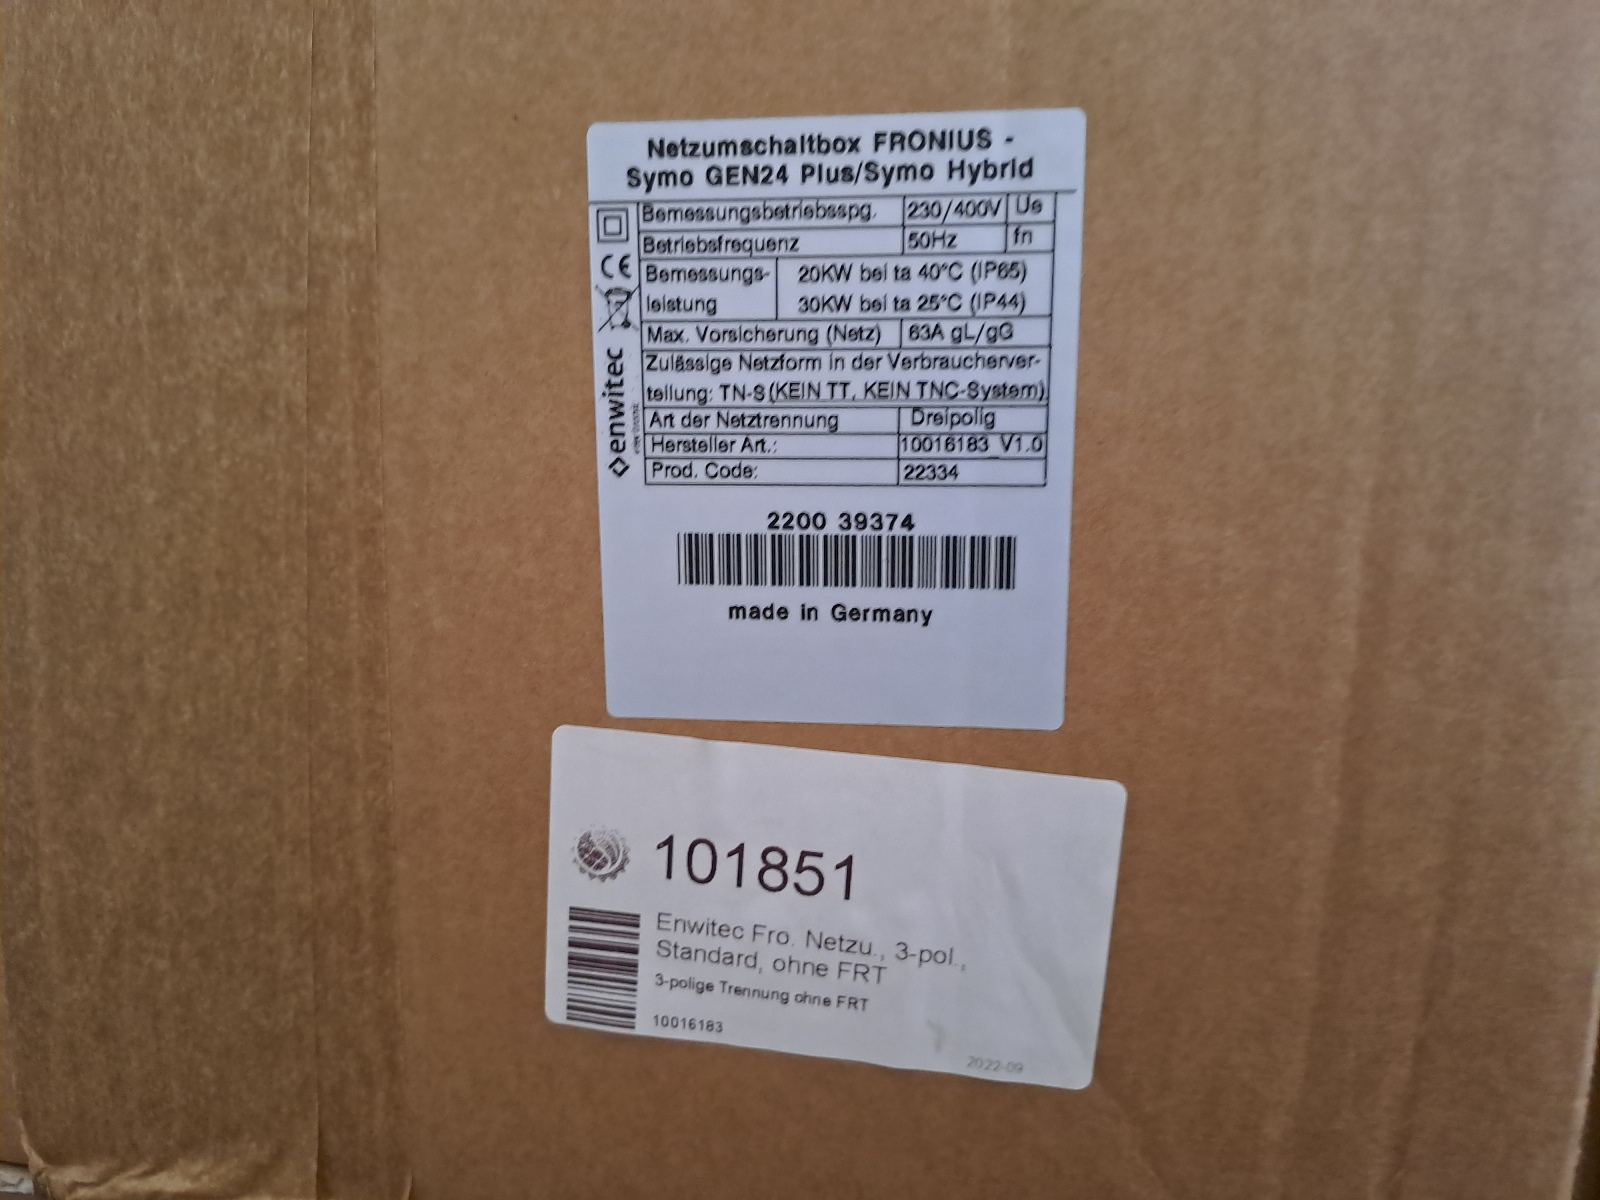 Netzumschaltbox FRONIUS -
Symo GEN24 Plus/Symo Hybrid
Bemessungsbetriebsspg. 230/400V Ue
Betriebsfrequenz 50Hz fn
Bemessungs- 20KW bei ta 40°C (IP65)
leistung 30KW bei ta 25°C (IP44)
Max. Vorsicherung (Netz) 63A gL/gG
Zulässige Netzform in der Verbraucherver-
teilung: TN-S (KEIN TT, KEIN TNC-System)
Art der Netztrennung Dreipolig
Hersteller Art.: 10016183_V1.0
Prod. Code: 22334
CE
enwitec
2200 39374
made in Germany
101851
Enwitec Fro. Netzu., 3-pol.,
Standard, ohne FRT
3-polige Trennung ohne FRT
10016183
2022-09